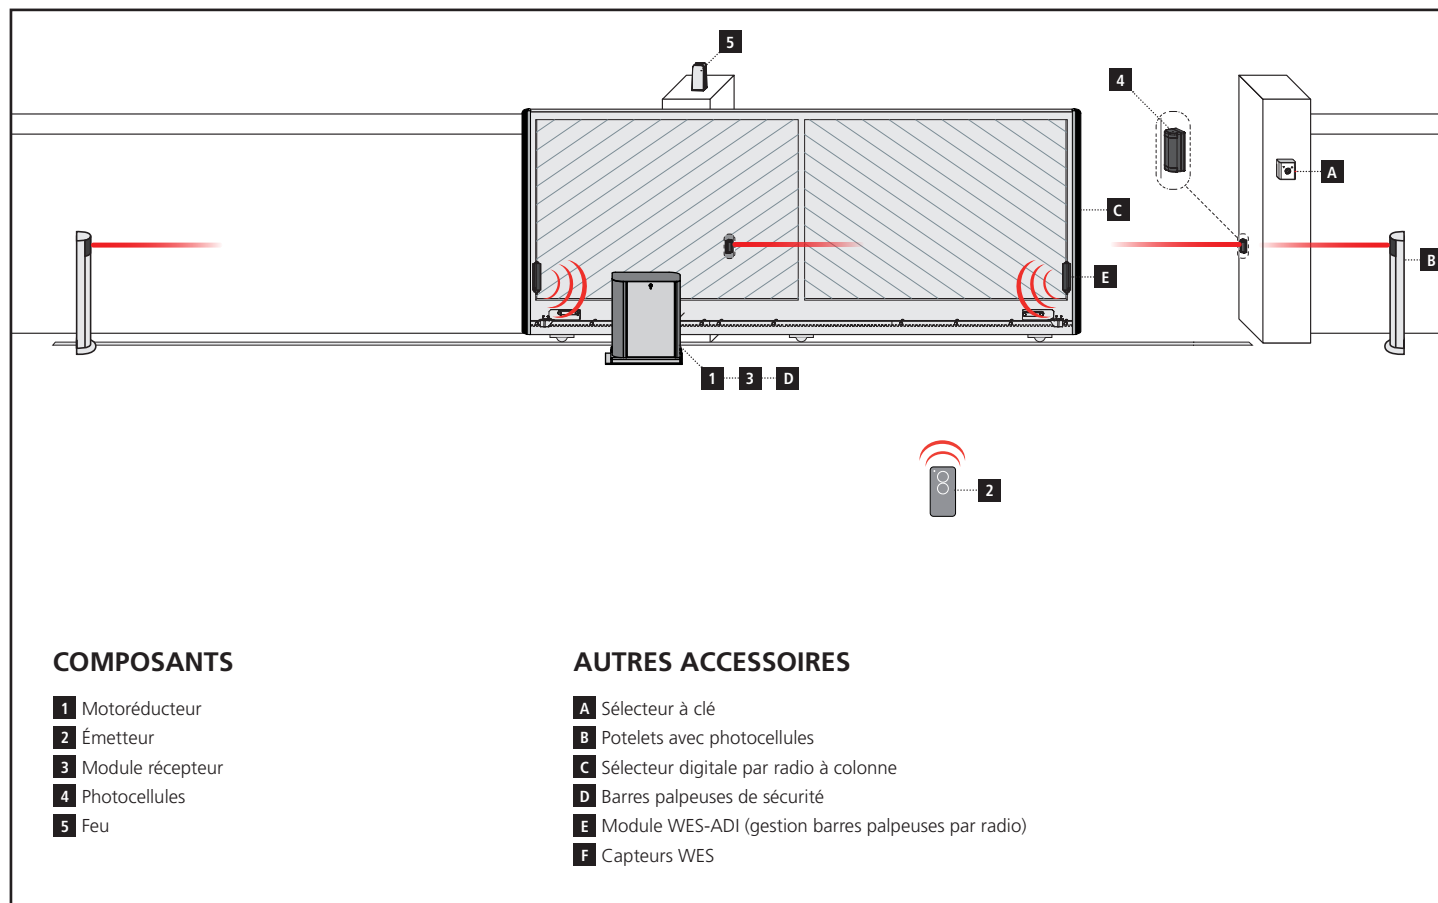 5
4
A
C
E
B
1 3 D
2
COMPOSANTS
1 Motoréducteur
2 Émetteur
3 Module récepteur
4 Photocellules
5 Feu
AUTRES ACCESSOIRES
A Sélecteur à clé
B Potelets avec photocellules
C Sélecteur digitale par radio à colonne
D Barres palpeuses de sécurité
E Module WES-ADI (gestion barres palpeuses par radio)
F Capteurs WES